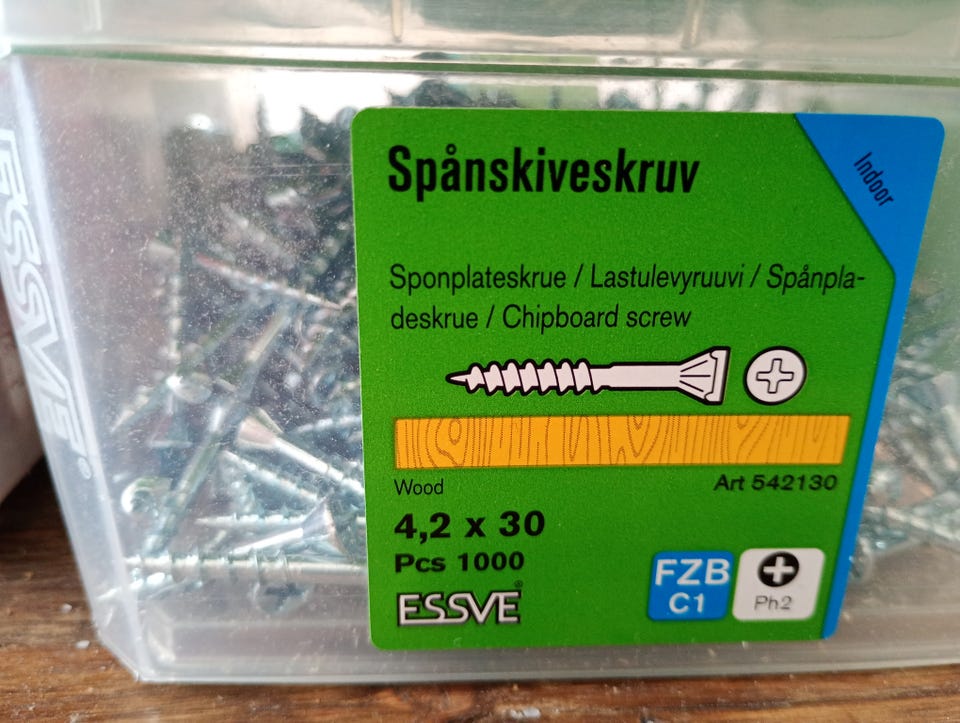 ESSVE®
Spånskiveskruv
Indoor
Sponplateskrue / Lastulevyruuvi / Spånpla-
deskrue / Chipboard screw
Wood
Art 542130
4,2 x 30
Pcs 1000
ESSVE®
FZB
C1
Ph2